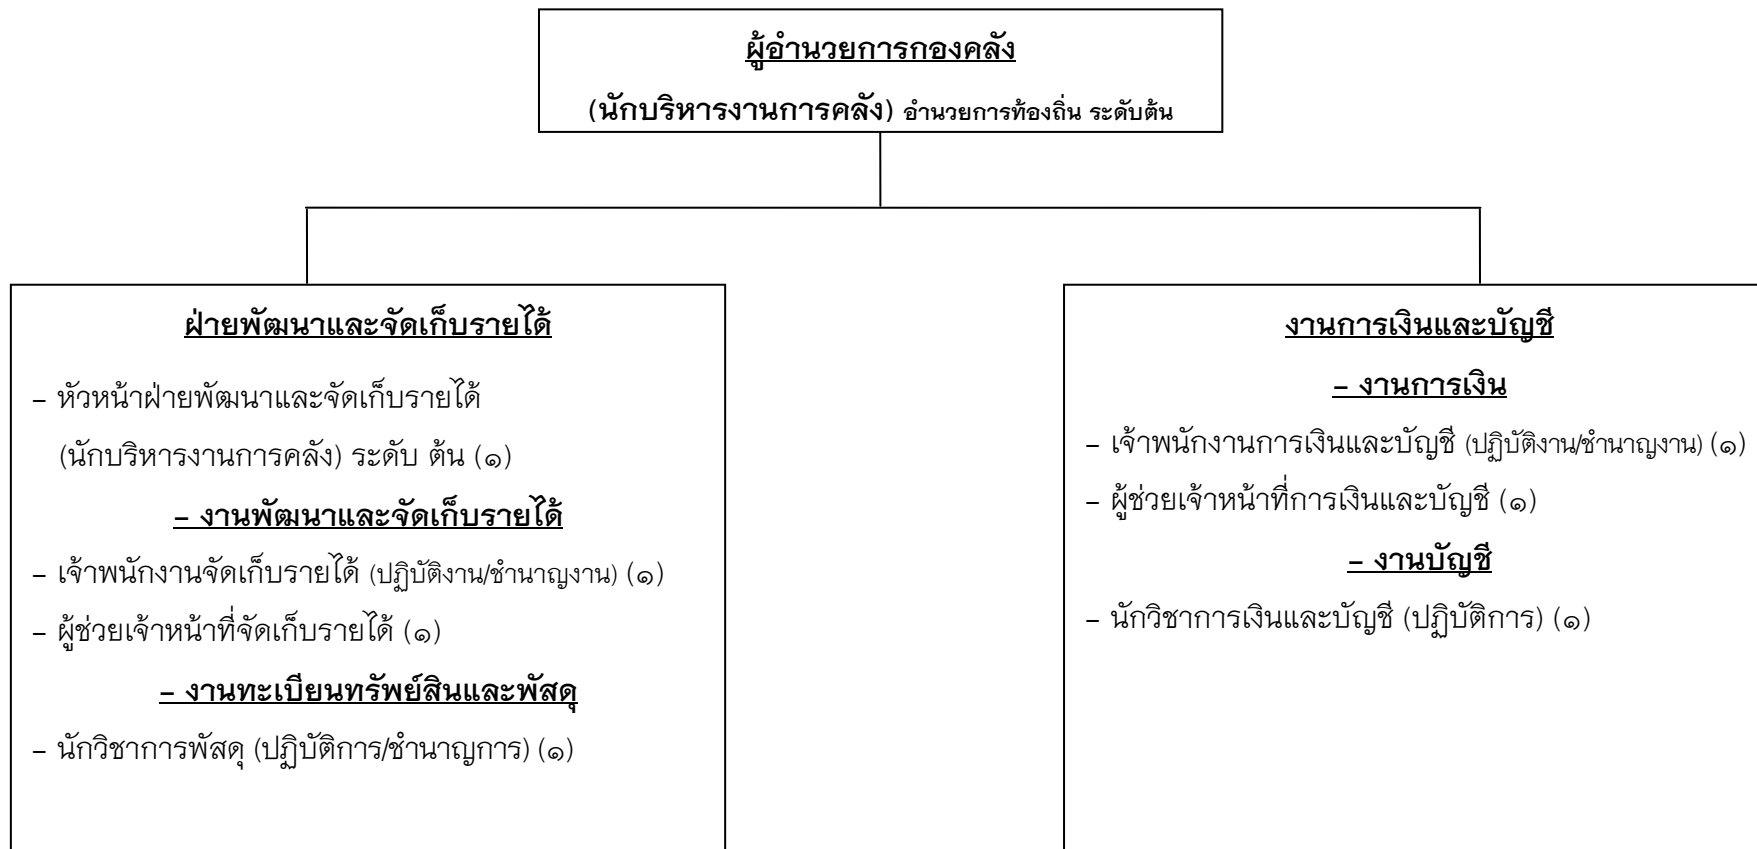 ผู้อำนวยการกองคลัง
(นักบริหารงานการคลัง) อำนวยการท้องถิ่น ระดับต้น
ฝ่ายพัฒนาและจัดเก็บรายได้
– หัวหน้าฝ่ายพัฒนาและจัดเก็บรายได้
(นักบริหารงานการคลัง) ระดับ ต้น (๑)
– งานพัฒนาและจัดเก็บรายได้
– เจ้าพนักงานจัดเก็บรายได้ (ปฏิบัติงาน/ชำนาญงาน) (๑)
– ผู้ช่วยเจ้าหน้าที่จัดเก็บรายได้ (๑)
– งานทะเบียนทรัพย์สินและพัสดุ
– นักวิชาการพัสดุ (ปฏิบัติการ/ชำนาญการ) (๑)
งานการเงินและบัญชี
– งานการเงิน
– เจ้าพนักงานการเงินและบัญชี (ปฏิบัติงาน/ชำนาญงาน) (๑)
– ผู้ช่วยเจ้าหน้าที่การเงินและบัญชี (๑)
– งานบัญชี
– นักวิชาการเงินและบัญชี (ปฏิบัติการ) (๑)